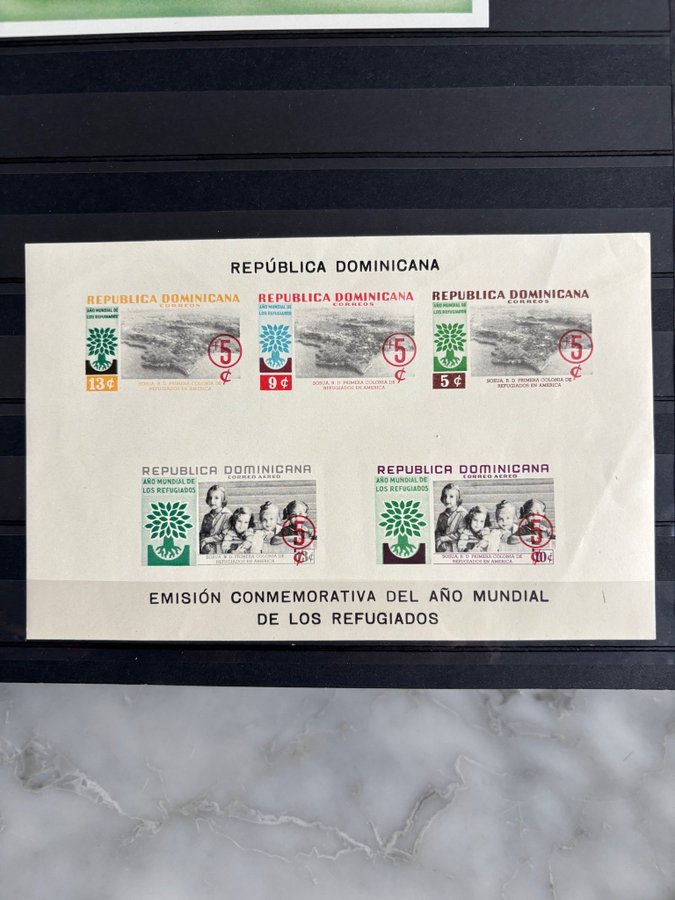 REPÚBLICA DOMINICANA
REPUBLICA DOMINICANA
CORREOS
AÑO MUNDIAL DE
LOS REFUGIADOS
5
¢
13¢
SOSUA, R. D. PRIMERA COLONIA DE
REFUGIADOS EN AMERICA
REPUBLICA DOMINICANA
CORREOS
AÑO MUNDIAL DE
LOS REFUGIADOS
5
¢
9¢
SOSUA, R. D. PRIMERA COLONIA DE
REFUGIADOS EN AMERICA
REPUBLICA DOMINICANA
CORREOS
AÑO MUNDIAL DE
LOS REFUGIADOS
5
¢
5¢
SOSUA, R. D. PRIMERA COLONIA DE
REFUGIADOS EN AMERICA
REPUBLICA DOMINICANA
CORREO AEREO
AÑO MUNDIAL DE
LOS REFUGIADOS
5
¢
SOSUA, R. D. PRIMERA COLONIA DE
REFUGIADOS EN AMERICA
REPUBLICA DOMINICANA
CORREO AEREO
AÑO MUNDIAL DE
LOS REFUGIADOS
5
¢
10¢
SOSUA, R. D. PRIMERA COLONIA DE
REFUGIADOS EN AMERICA
EMISIÓN CONMEMORATIVA DEL AÑO MUNDIAL
DE LOS REFUGIADOS